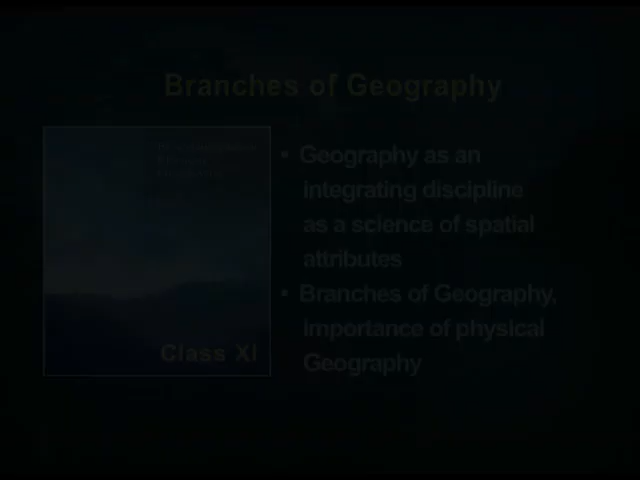 Branches of Geography
Class XI
• Geography as an
integrating discipline
as a science of spatial
attributes
• Branches of Geography,
importance of physical
Geography